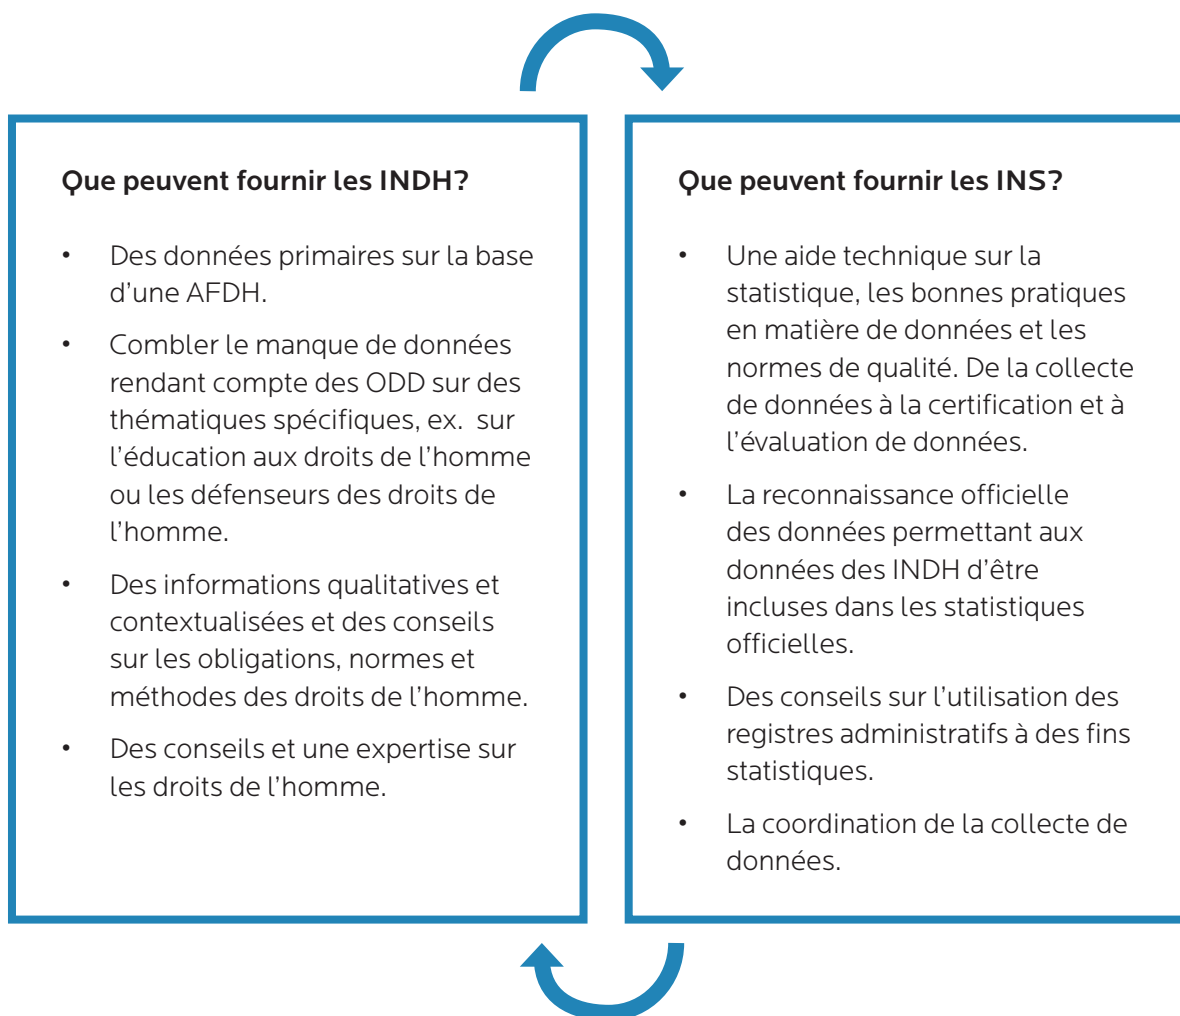 Que peuvent fournir les INDH?
• Des données primaires sur la base
d'une AFDH.
• Combler le manque de données
rendant compte des ODD sur des
thématiques spécifiques, ex.  sur
l'éducation aux droits de l'homme
ou les défenseurs des droits de
l'homme.
• Des informations qualitatives et
contextualisées et des conseils
sur les obligations, normes et
méthodes des droits de l'homme.
• Des conseils et une expertise sur
les droits de l'homme.
Que peuvent fournir les INS?
• Une aide technique sur la
statistique, les bonnes pratiques
en matière de données et les
normes de qualité. De la collecte
de données à la certification et à
l'évaluation de données.
• La reconnaissance officielle
des données permettant aux
données des INDH d'être
incluses dans les statistiques
officielles.
• Des conseils sur l'utilisation des
registres administratifs à des fins
statistiques.
• La coordination de la collecte de
données.